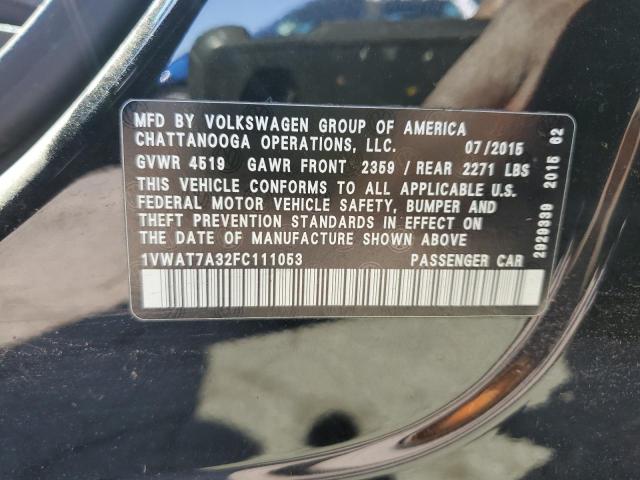 MFD BY VOLKSWAGEN GROUP OF AMERICA
CHATTANOOGA OPERATIONS, LLC. 07/2015
GVWR 4519 GAWR FRONT 2359 / REAR 2271 LBS
THIS VEHICLE CONFORMS TO ALL APPLICABLE U.S.
FEDERAL MOTOR VEHICLE SAFETY, BUMPER AND
THEFT PREVENTION STANDARDS IN EFFECT ON
THE DATE OF MANUFACTURE SHOWN ABOVE
1VWAT7A32FC111053 PASSENGER CAR
2929339 2015 62